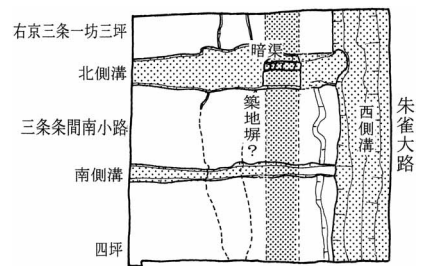 右京三条一坊三坪
北側溝
三条条間南小路
南側溝
四坪
暗渠
築地塀?
西側溝
朱雀大路